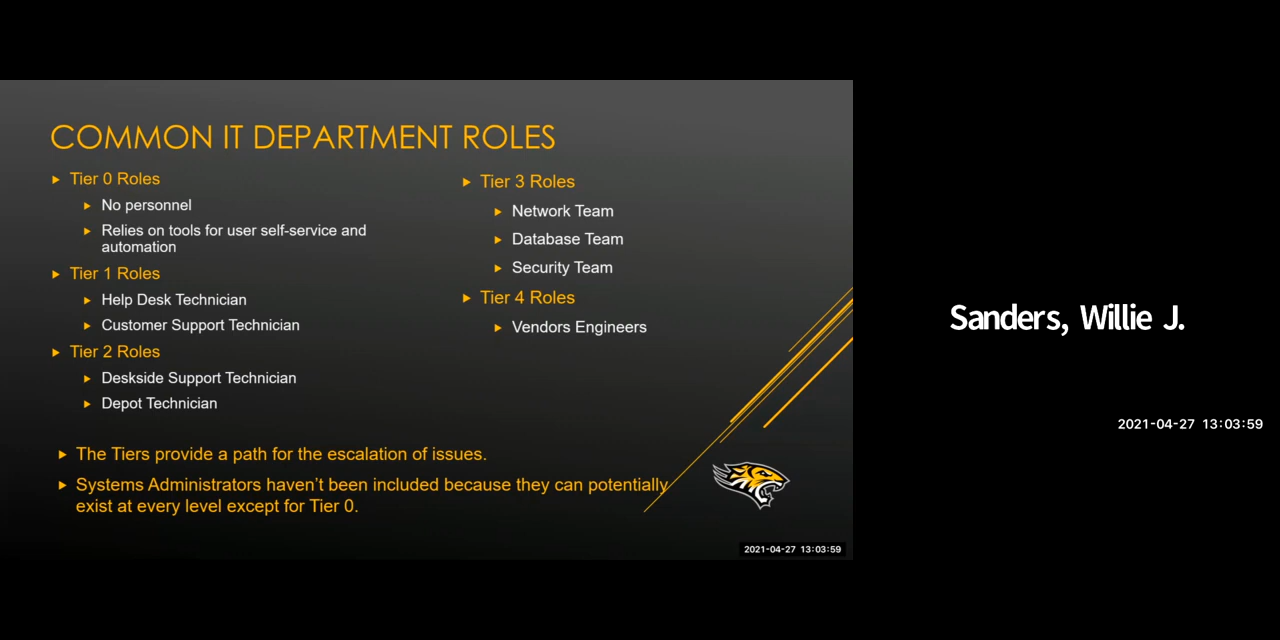 COMMON IT DEPARTMENT ROLES
Tier 0 Roles
No personnel
Relies on tools for user self-service and
automation
Tier 1 Roles
Help Desk Technician
Customer Support Technician
Tier 2 Roles
Deskside Support Technician
Depot Technician
Tier 3 Roles
Network Team
Database Team
Security Team
Tier 4 Roles
Vendors Engineers
The Tiers provide a path for the escalation of issues.
Systems Administrators haven't been included because they can potentially
exist at every level except for Tier 0.
2021-04-27 13:03:59
Sanders, Willie J.
2021-04-27 13:03:59